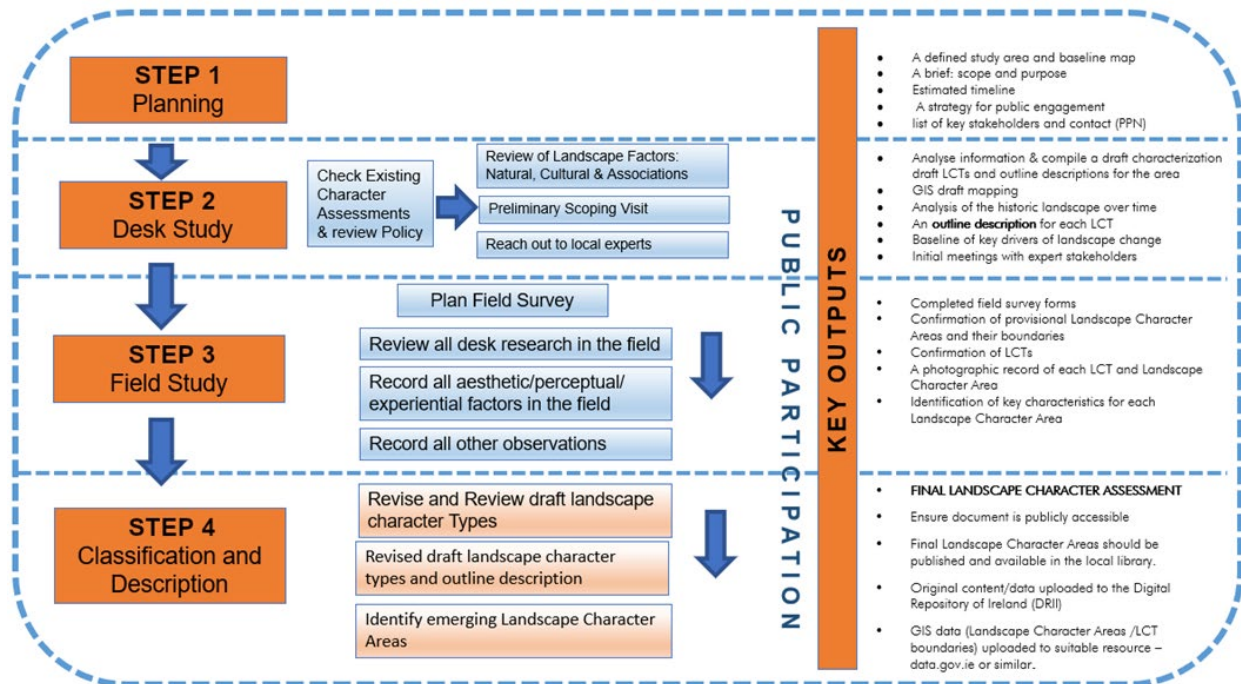 STEP 1
Planning
A defined study area and baseline map
A brief: scope and purpose
Estimated timeline
A strategy for public engagement
list of key stakeholders and contact (PPN)
STEP 2
Desk Study
Check Existing
Character
Assessments
& review Policy
Review of Landscape Factors:
Natural, Cultural & Associations
Preliminary Scoping Visit
Reach out to local experts
Analyse information & compile a draft characterization
draft LCTs and outline descriptions for the area
GIS draft mapping
Analysis of the historic landscape over time
An outline description for each LCT
Baseline of key drivers of landscape change
Initial meetings with expert stakeholders
STEP 3
Field Study
Plan Field Survey
Review all desk research in the field
Record all aesthetic/perceptual/
experiential factors in the field
Record all other observations
Completed field survey forms
Confirmation of provisional Landscape Character
Areas and their boundaries
Confirmation of LCTs
A photographic record of each LCT and Landscape
Character Area
Identification of key characteristics for each
Landscape Character Area
STEP 4
Classification and
Description
Revise and Review draft landscape
character Types
Revised draft landscape character
types and outline description
Identify emerging Landscape Character
Areas
FINAL LANDSCAPE CHARACTER ASSESSMENT
Ensure document is publicly accessible
Final Landscape Character Areas should be
published and available in the local library.
Original content/data uploaded to the Digital
Repository of Ireland (DRII)
GIS data (Landscape Character Areas /LCT
boundaries) uploaded to suitable resource –
data.gov.ie or similar.
PUBLIC PARTICIPATION
KEY OUTPUTS